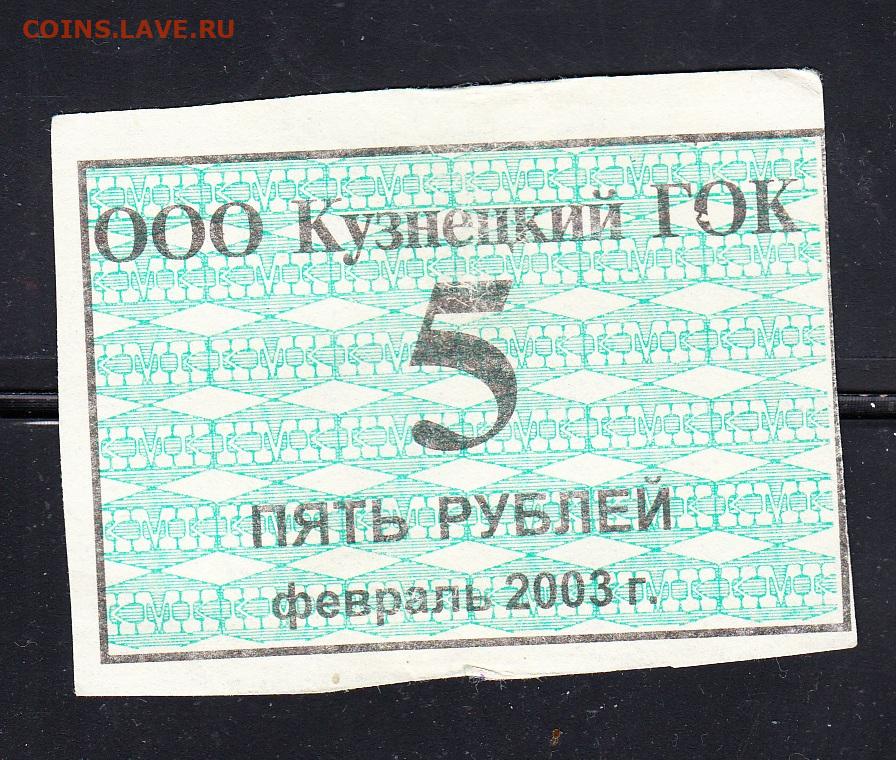 COINS.LAVE.RU
ООО Кузнецкий ГОК
5
ПЯТЬ РУБЛЕЙ
февраль 2003 г.